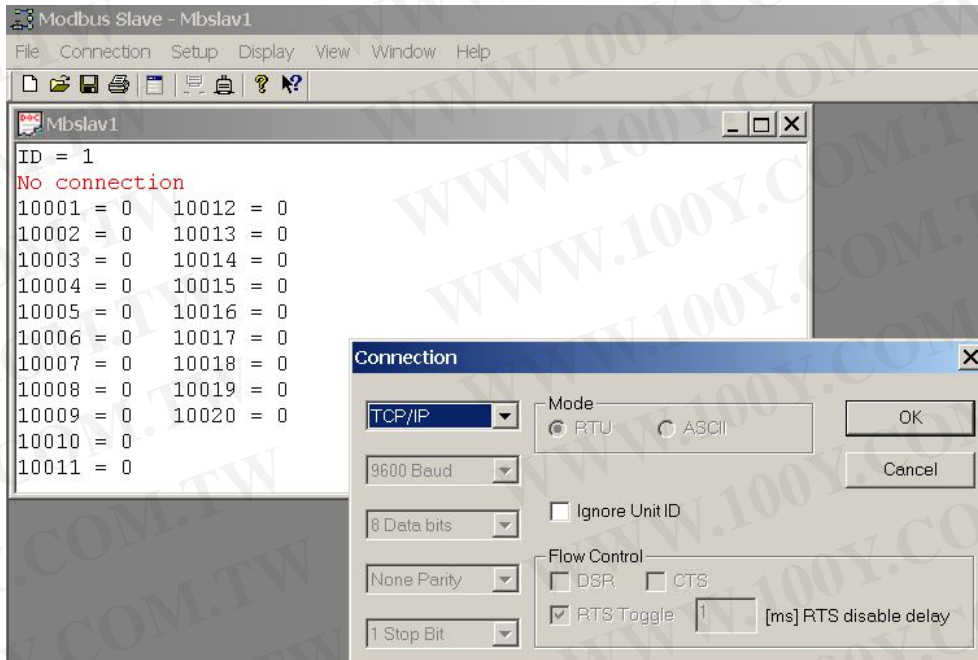 Modbus Slave - Mbslav1
File Connection Setup Display View Window Help
Mbslav1
ID = 1
No connection
10001 = 0 10012 = 0
10002 = 0 10013 = 0
10003 = 0 10014 = 0
10004 = 0 10015 = 0
10005 = 0 10016 = 0
10006 = 0 10017 = 0
10007 = 0 10018 = 0
10008 = 0 10019 = 0
10009 = 0 10020 = 0
10010 = 0
10011 = 0
Connection
TCP/IP
Mode
RTU ASCII
OK
9600 Baud
Cancel
Ignore Unit ID
8 Data bits
Flow Control
None Parity
DSR CTS
RTS Toggle 1 [ms] RTS disable delay
1 Stop Bit
WWW.100Y.COM.TW